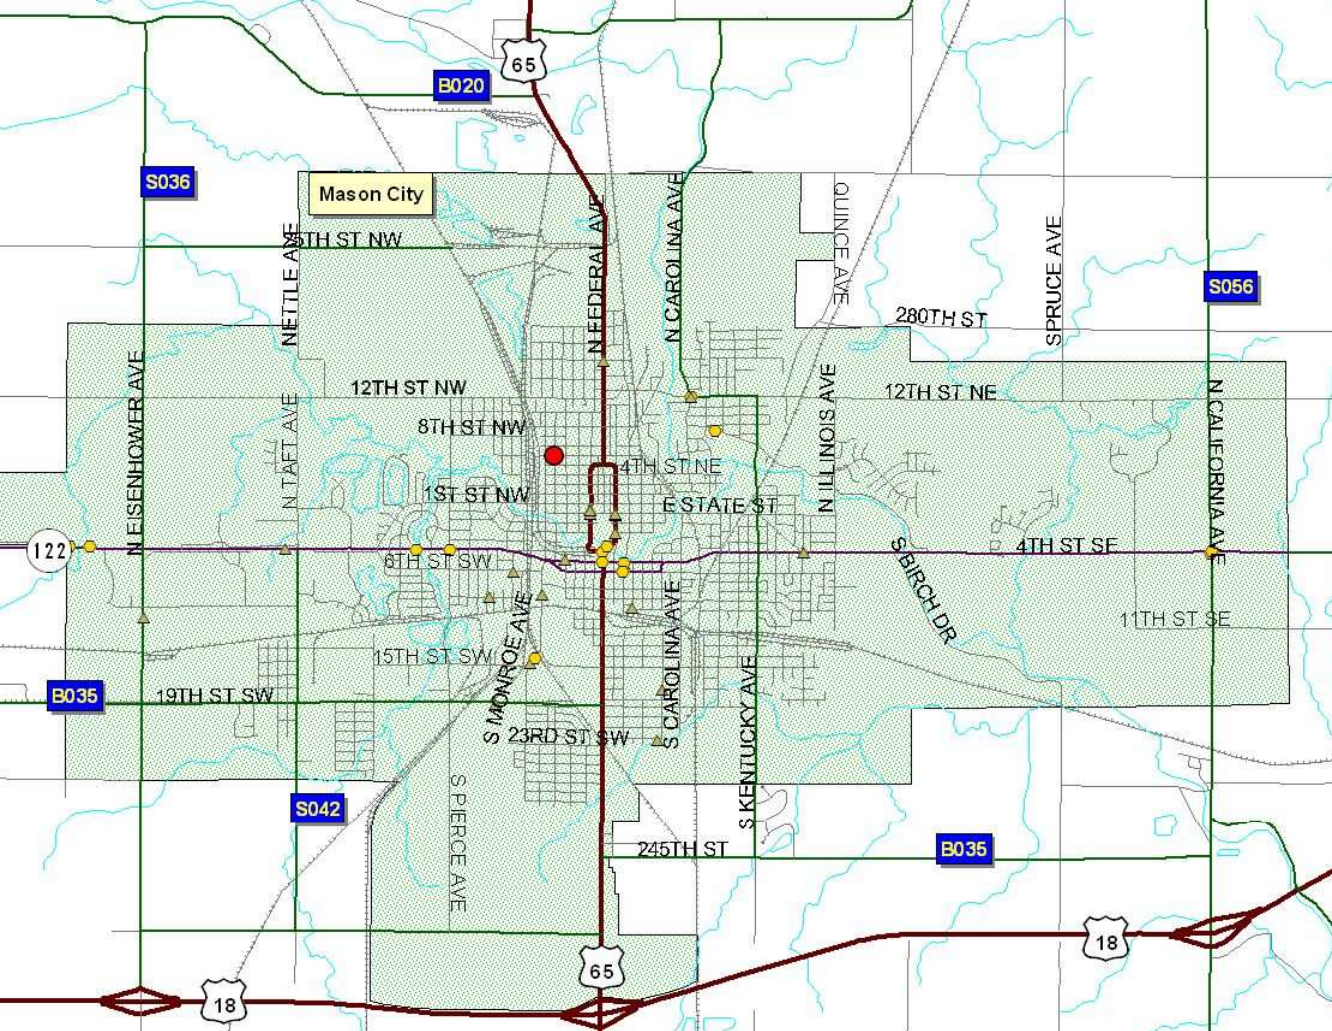 65
B020
S036
Mason City
5TH ST NW
NETTLE AVE
N FEDERAL AVE
N CAROLINA AVE
QUINCE AVE
SPRUCE AVE
S056
280TH ST
N EISENHOWER AVE
12TH ST NW
12TH ST NE
N TAFT AVE
8TH ST NW
N ILLINOIS AVE
N CALIFORNIA AVE
4TH ST NE
1ST ST NW
E STATE ST
122
6TH ST SW
4TH ST SE
S BIRCH DR
11TH ST SE
S MONROE AVE
S CAROLINA AVE
15TH ST SW
B035
19TH ST SW
23RD ST SW
S KENTUCKY AVE
S PIERCE AVE
S042
245TH ST
B035
18
65
18